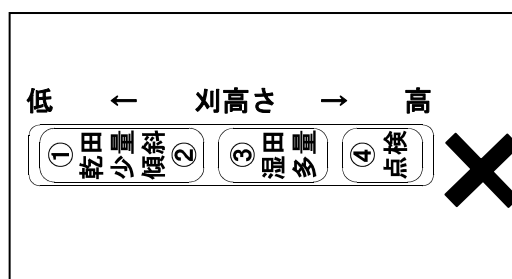 低 ← 刈高さ → 高
①
乾田
少量
傾斜
②
③
湿田
多量
④
点検